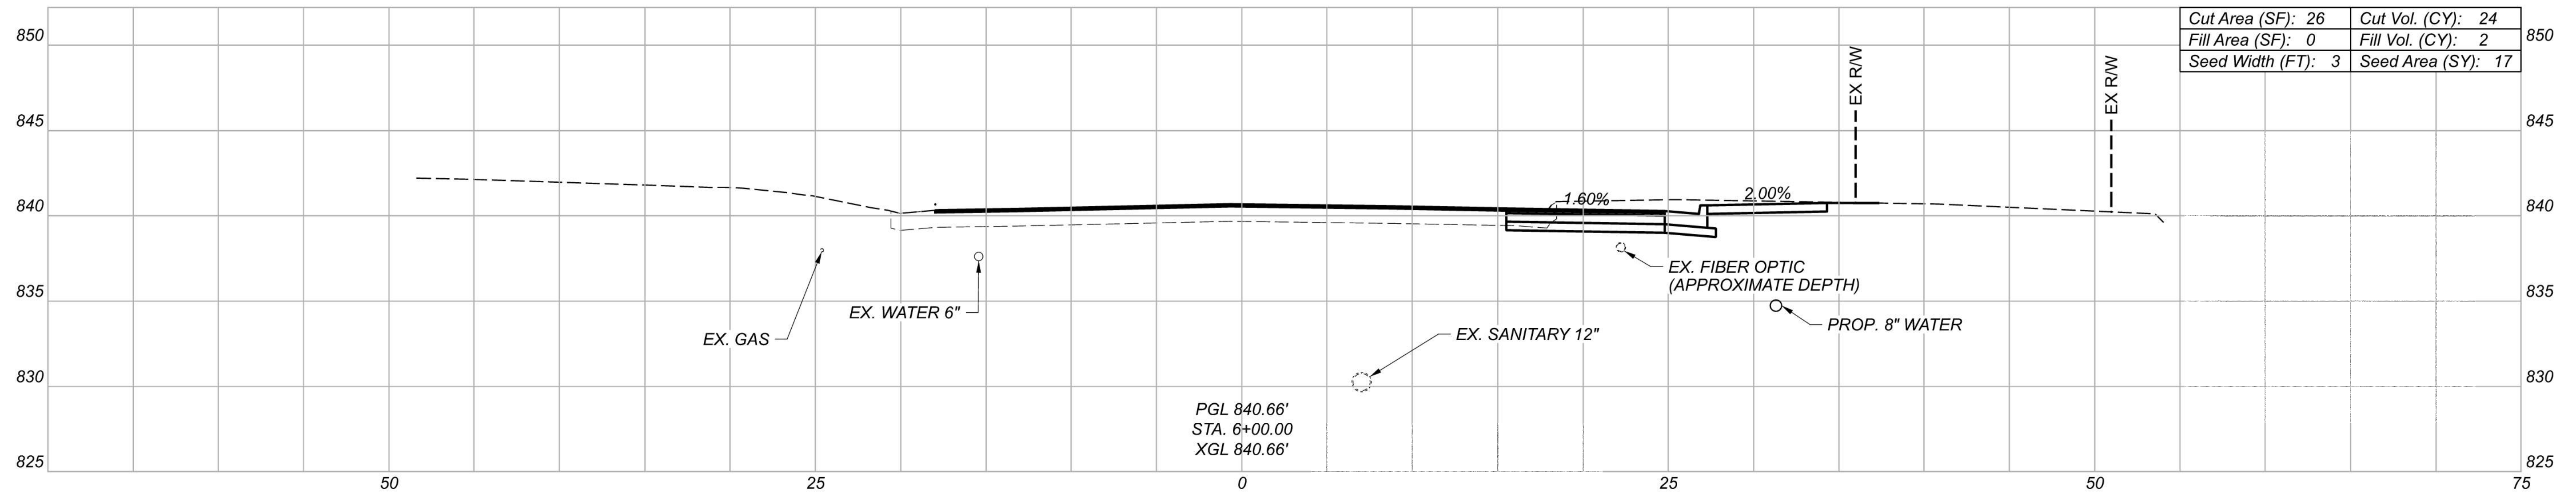 Cut Area (SF): 26 Cut Vol. (CY): 24
Fill Area (SF): 0 Fill Vol. (CY): 2
Seed Width (FT): 3 Seed Area (SY): 17
850 850
EX R/W EX R/W
845 845
1.60% 2.00%
840 840
EX. FIBER OPTIC
(APPROXIMATE DEPTH)
835 835
EX. WATER 6"
PROP. 8" WATER
EX. GAS
EX. SANITARY 12"
830 830
PGL 840.66'
STA. 6+00.00
XGL 840.66'
825 825
50 25 0 25 50 75